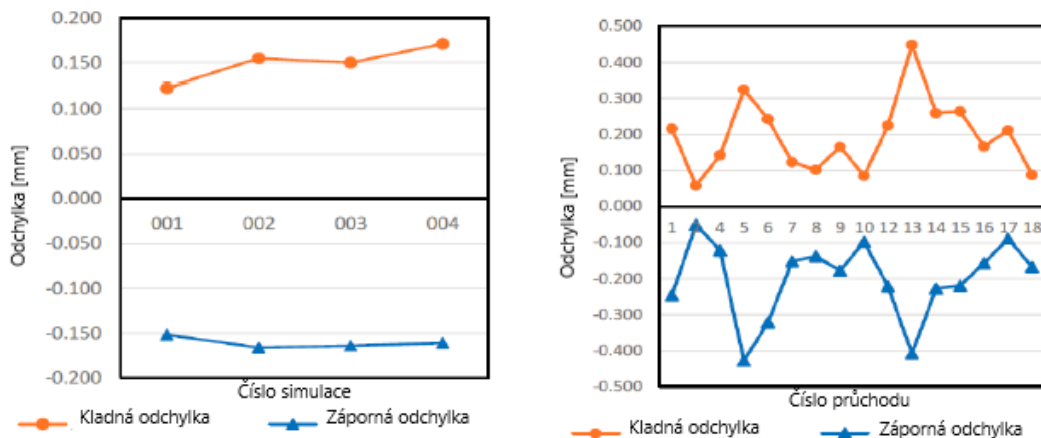 0.200
0.150
0.100
0.050
0.000
-0.050
-0.100
-0.150
-0.200
Odchylka [mm]
001 002 003 004
Číslo simulace
Kladná odchylka Záporná odchylka
0.500
0.400
0.300
0.200
0.100
0.000
-0.100
-0.200
-0.300
-0.400
-0.500
Odchylka [mm]
1 4 5 6 7 8 9 10 12 13 14 15 16 17 18
Číslo průchodu
Kladná odchylka Záporná odchylka